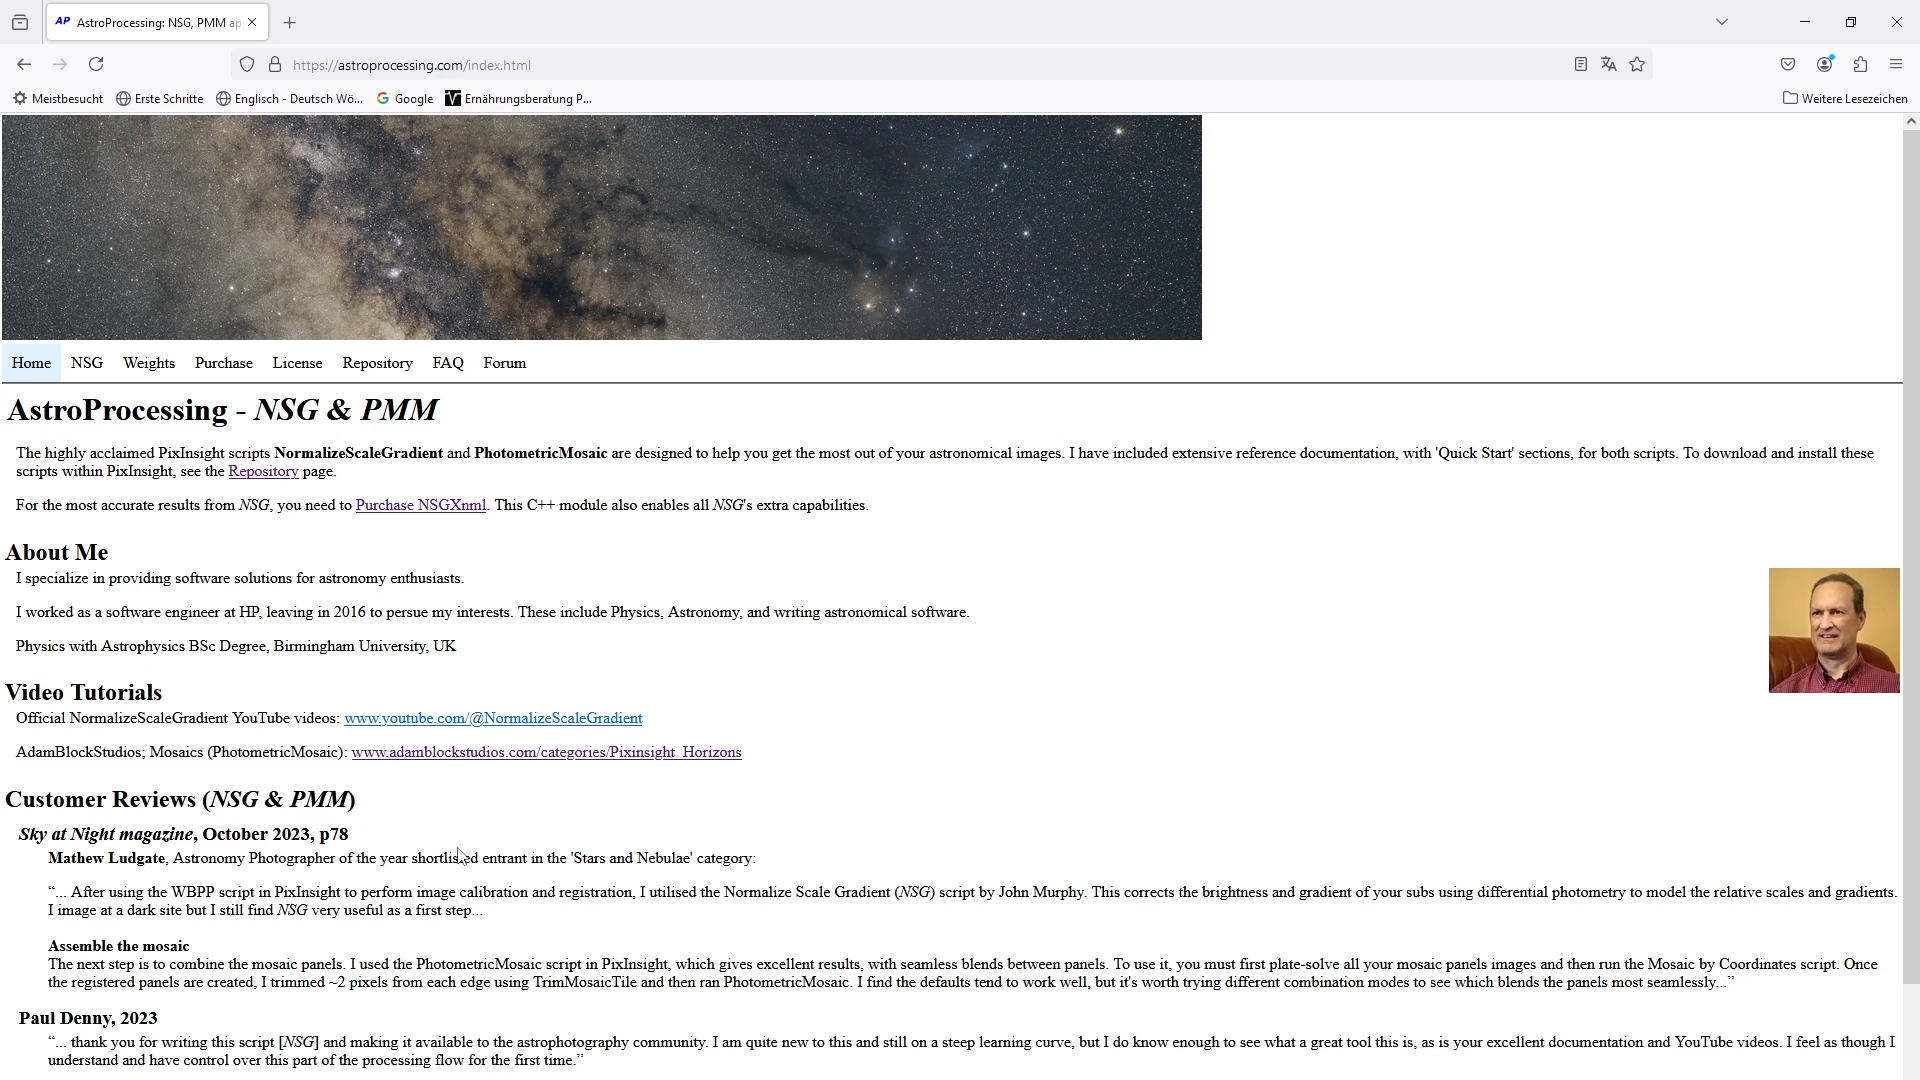 AP AstroProcessing: NSG, PMM ap
https://astroprocessing.com/index.html
Meistbesucht Erste Schritte Englisch - Deutsch Wö... Google Ernährungsberatung P... Weitere Lesezeichen
Home NSG Weights Purchase License Repository FAQ Forum
AstroProcessing - NSG & PMM
The highly acclaimed PixInsight scripts NormalizeScaleGradient and PhotometricMosaic are designed to help you get the most out of your astronomical images. I have included extensive reference documentation, with 'Quick Start' sections, for both scripts. To download and install these
scripts within PixInsight, see the Repository page.
For the most accurate results from NSG, you need to Purchase NSGXnml. This C++ module also enables all NSG's extra capabilities.
About Me
I specialize in providing software solutions for astronomy enthusiasts.
I worked as a software engineer at HP, leaving in 2016 to persue my interests. These include Physics, Astronomy, and writing astronomical software.
Physics with Astrophysics BSc Degree, Birmingham University, UK
Video Tutorials
Official NormalizeScaleGradient YouTube videos: www.youtube.com/@NormalizeScaleGradient
AdamBlockStudios; Mosaics (PhotometricMosaic): www.adamblockstudios.com/categories/Pixinsight_Horizons
Customer Reviews (NSG & PMM)
Sky at Night magazine, October 2023, p78
Mathew Ludgate, Astronomy Photographer of the year shortlisted entrant in the 'Stars and Nebulae' category:
“... After using the WBPP script in PixInsight to perform image calibration and registration, I utilised the Normalize Scale Gradient (NSG) script by John Murphy. This corrects the brightness and gradient of your subs using differential photometry to model the relative scales and gradients.
I image at a dark site but I still find NSG very useful as a first step...
Assemble the mosaic
The next step is to combine the mosaic panels. I used the PhotometricMosaic script in PixInsight, which gives excellent results, with seamless blends between panels. To use it, you must first plate-solve all your mosaic panels images and then run the Mosaic by Coordinates script. Once
the registered panels are created, I trimmed ~2 pixels from each edge using TrimMosaicTile and then ran PhotometricMosaic. I find the defaults tend to work well, but it's worth trying different combination modes to see which blends the panels most seamlessly...”
Paul Denny, 2023
“... thank you for writing this script [NSG] and making it available to the astrophotography community. I am quite new to this and still on a steep learning curve, but I do know enough to see what a great tool this is, as is your excellent documentation and YouTube videos. I feel as though I
understand and have control over this part of the processing flow for the first time.”